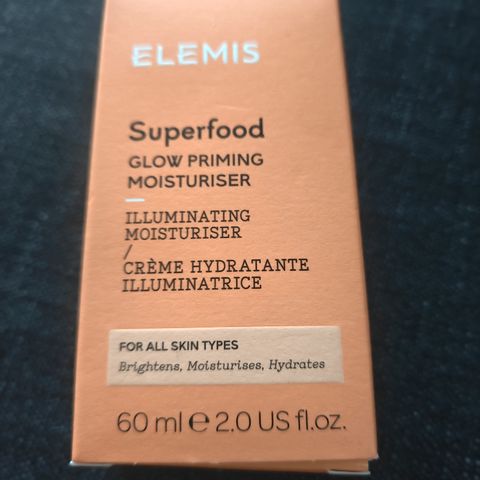 ELEMIS
Superfood
GLOW PRIMING
MOISTURISER
ILLUMINATING
MOISTURISER
/
CRÈME HYDRATANTE
ILLUMINATRICE
FOR ALL SKIN TYPES
Brightens, Moisturises, Hydrates
60 ml ℮ 2.0 US fl.oz.